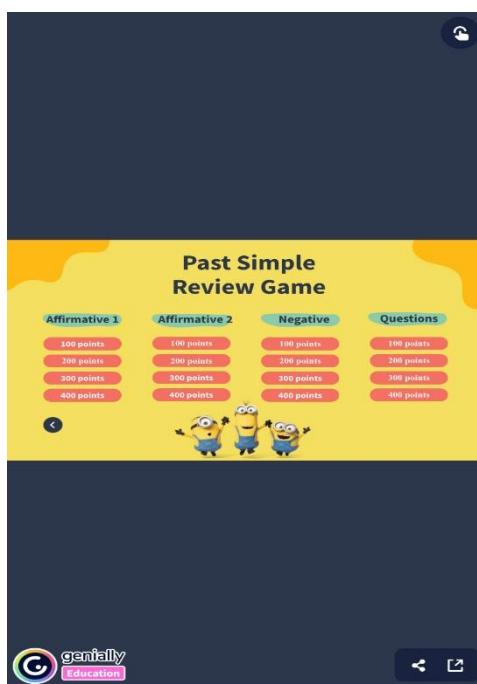 Past Simple
Review Game
Affirmative 1
Affirmative 2
Negative
Questions
100 points
100 points
100 points
100 points
200 points
200 points
200 points
200 points
300 points
300 points
300 points
300 points
400 points
400 points
400 points
400 points
genially
Education